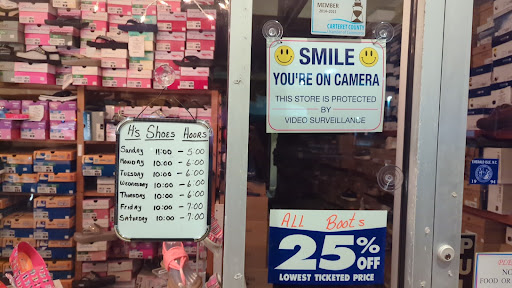 MEMBER
CARTERET COUNTY
SMILE
YOU'RE ON CAMERA
THIS STORE IS PROTECTED
BY
VIDEO SURVEILLANCE
H's Shoes Hours
Sunday 11:00 - 5:00
Monday 10:00 - 6:00
Tuesday 10:00 - 6:00
Wednesday 10:00 - 6:00
Thursday 10:00 - 6:00
Friday 10:00 - 7:00
Saturday 10:00 - 7:00
All Boots
25% OFF
LOWEST TICKETED PRICE
NO
FOOD OR